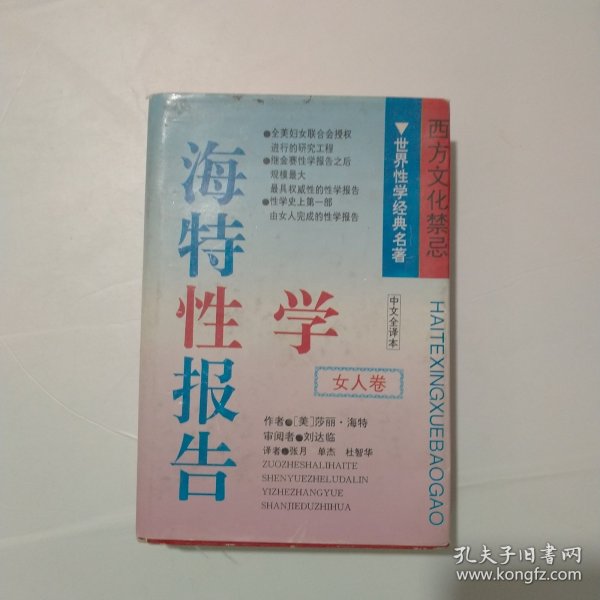 西方文化禁忌
▼世界性学经典名著
●全美妇女联合会授权
进行的研究工程
●继金赛性学报告之后
规模最大
最具权威性的性学报告
●性学史上第一部
由女人完成的性学报告
海特性学报告
中文全译本
女人卷
HAITEXINGXUEBAOGAO
作者●[美]莎丽·海特
审阅者●刘达临
译者●张月 单杰 杜智华
ZUOZHESHALIHAITE
SHENYUEZHELUDALIN
YIZHEZHANGYUE
SHANJIEDUZHIHUA
孔夫子旧书网
www.kongfz.com